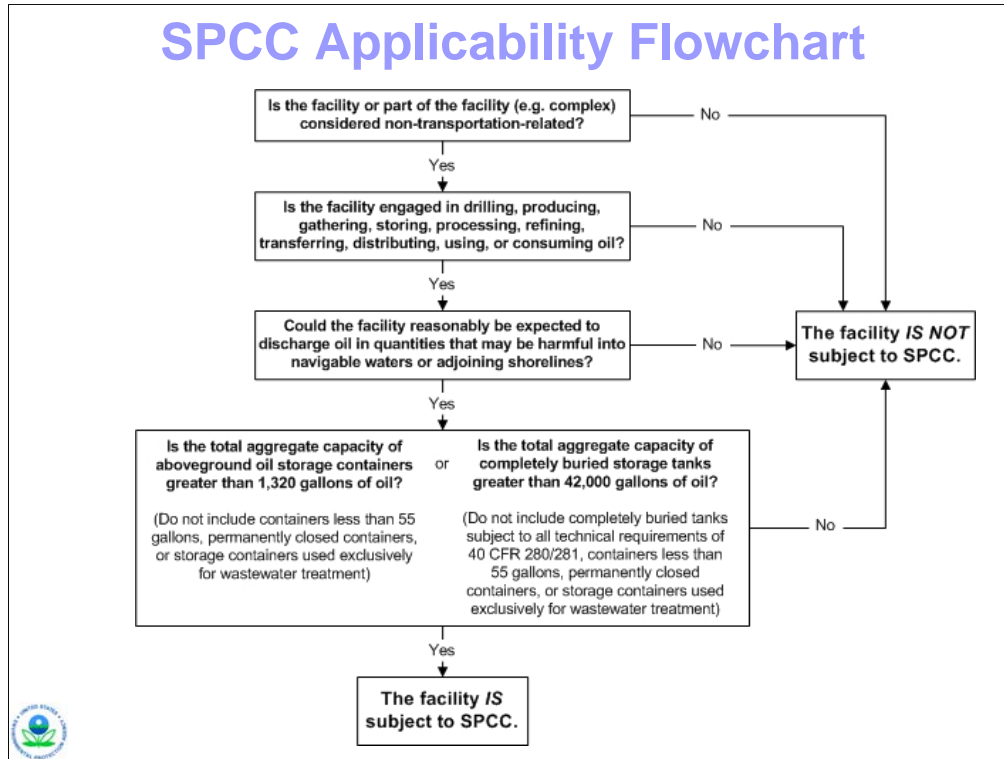 SPCC Applicability Flowchart
Is the facility or part of the facility (e.g. complex)
considered non-transportation-related?
No
Yes
Is the facility engaged in drilling, producing,
gathering, storing, processing, refining,
transferring, distributing, using, or consuming oil?
No
Yes
Could the facility reasonably be expected to
discharge oil in quantities that may be harmful into
navigable waters or adjoining shorelines?
No
The facility IS NOT
subject to SPCC.
Yes
Is the total aggregate capacity of
aboveground oil storage containers
greater than 1,320 gallons of oil?
(Do not include containers less than 55
gallons, permanently closed containers,
or storage containers used exclusively
for wastewater treatment)
or
Is the total aggregate capacity of
completely buried storage tanks
greater than 42,000 gallons of oil?
(Do not include completely buried tanks
subject to all technical requirements of
40 CFR 280/281, containers less than
55 gallons, permanently closed
containers, or storage containers used
exclusively for wastewater treatment)
No
Yes
The facility IS
subject to SPCC.
UNITED STATES
ENVIRONMENTAL PROTECTION AGENCY